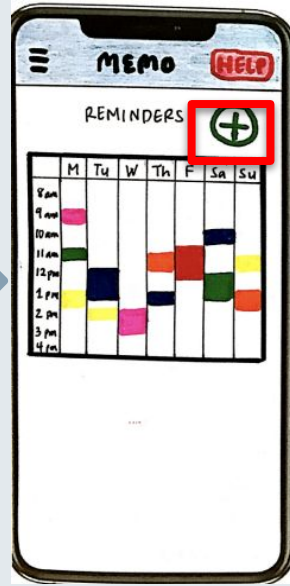 MEMO HELP
REMINDERS
M Tu W Th F Sa Su
8am
9am
10am
11am
12pm
1pm
2pm
3pm
4pm